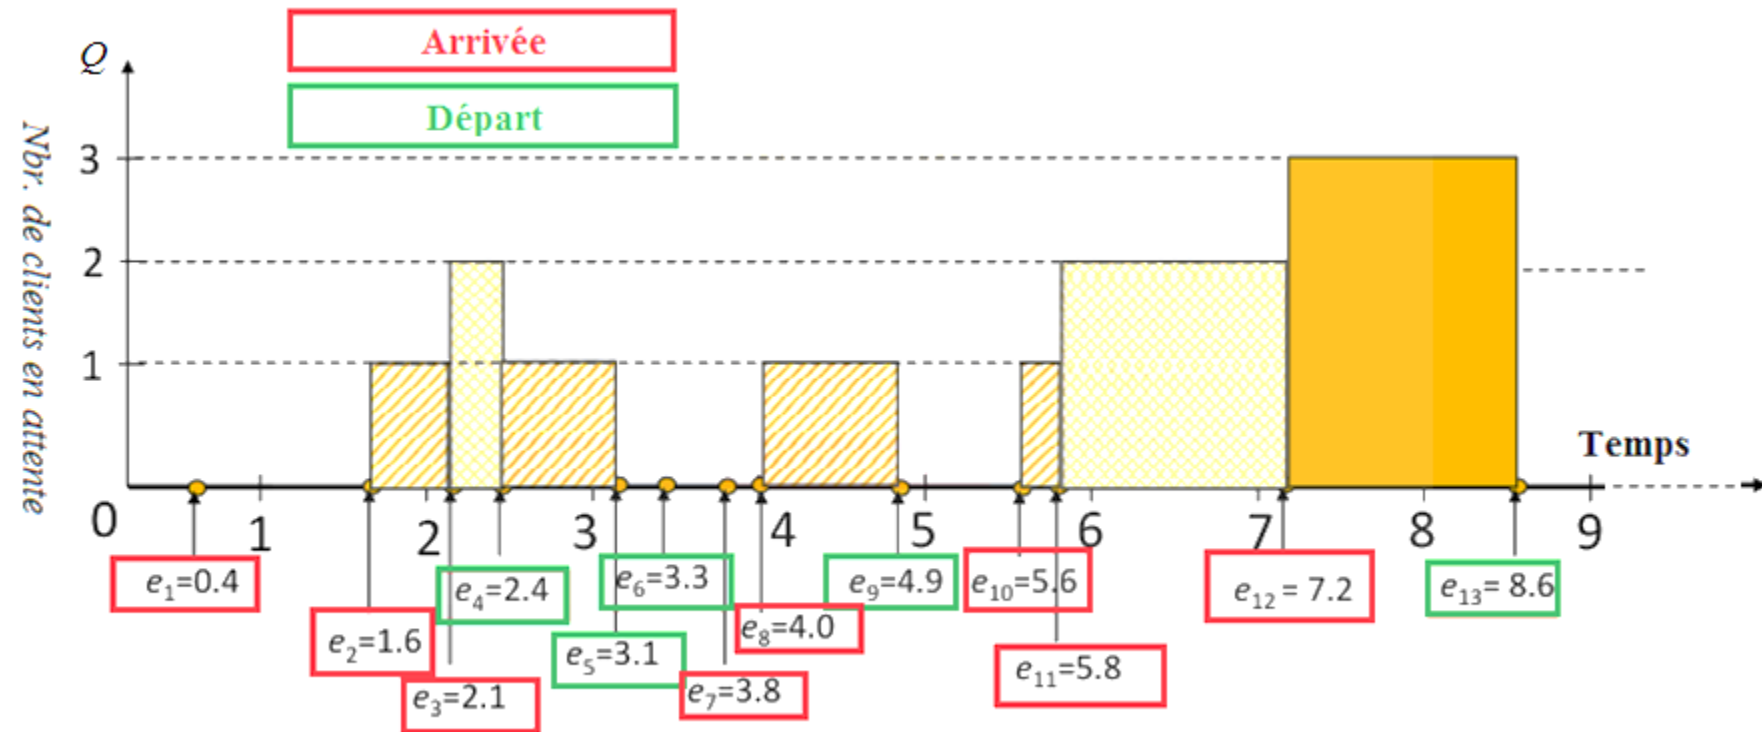 Arrivée
Départ
Q
Nbr. de clients en attente
3
2
1
Temps
0 1 2 3 4 5 6 7 8 9
e₁=0.4
e₂=1.6
e₃=2.1
e₄=2.4
e₅=3.1
e₆=3.3
e₇=3.8
e₈=4.0
e₉=4.9
e₁₀=5.6
e₁₁=5.8
e₁₂ = 7.2
e₁₃= 8.6